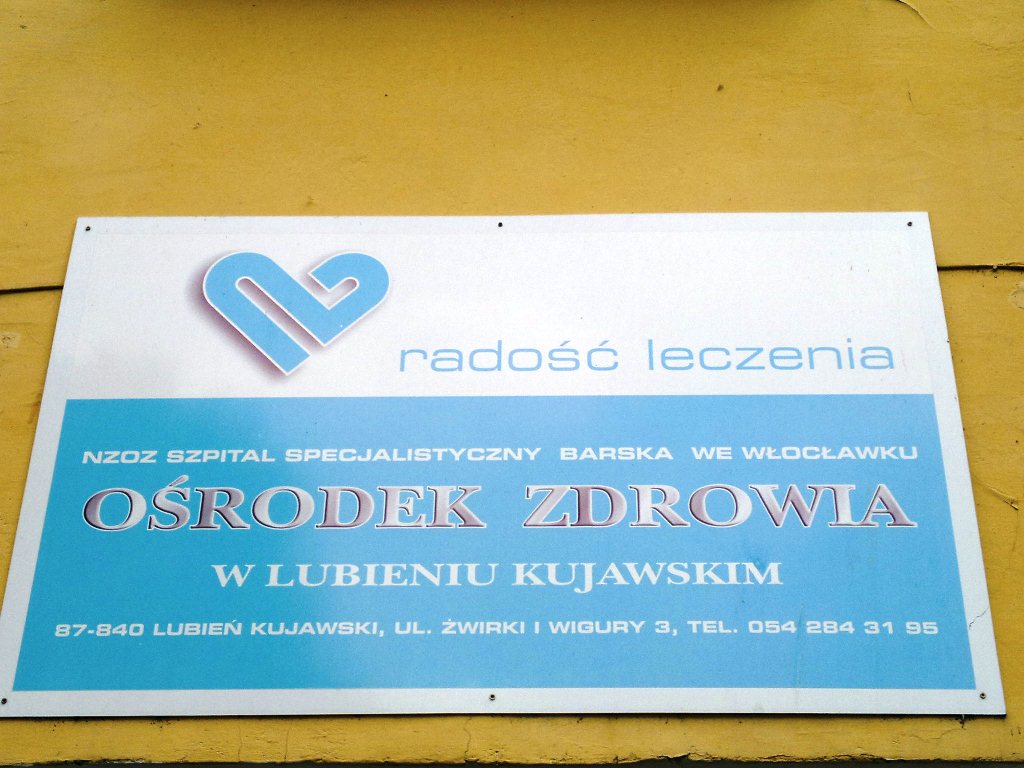 radość leczenia
NZOZ SZPITAL SPECJALISTYCZNY BARSKA WE WŁOCŁAWKU
OŚRODEK ZDROWIA
W LUBIENIU KUJAWSKIM
87-840 LUBIEŃ KUJAWSKI, UL. ŻWIRKI I WIGURY 3, TEL. 054 284 31 95